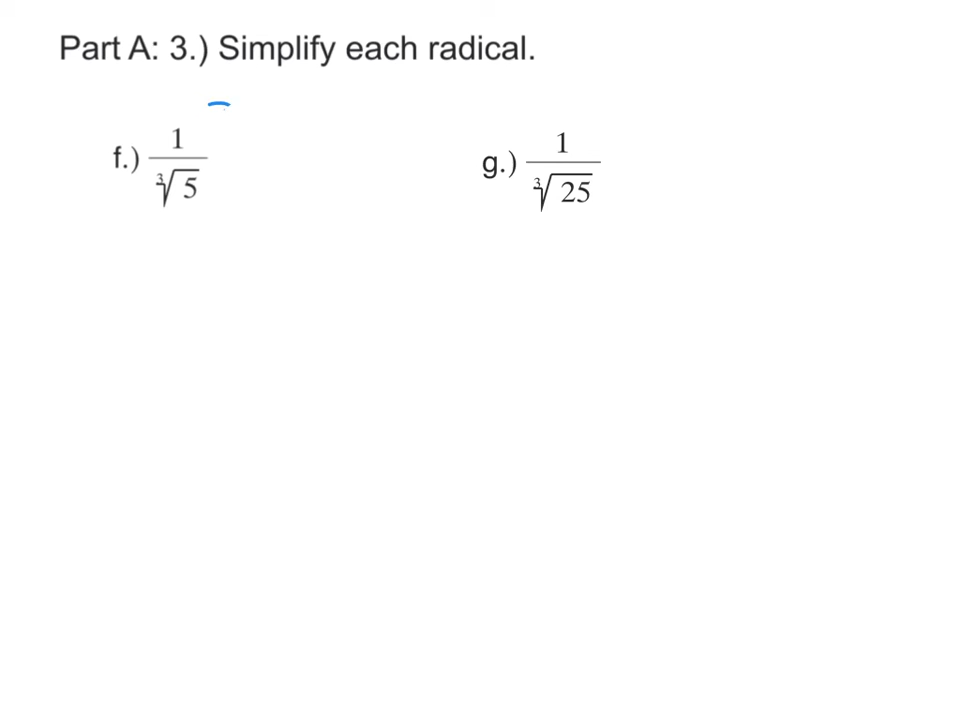 Part A: 3.) Simplify each radical.
f.) 1/∛5
g.) 1/∛25